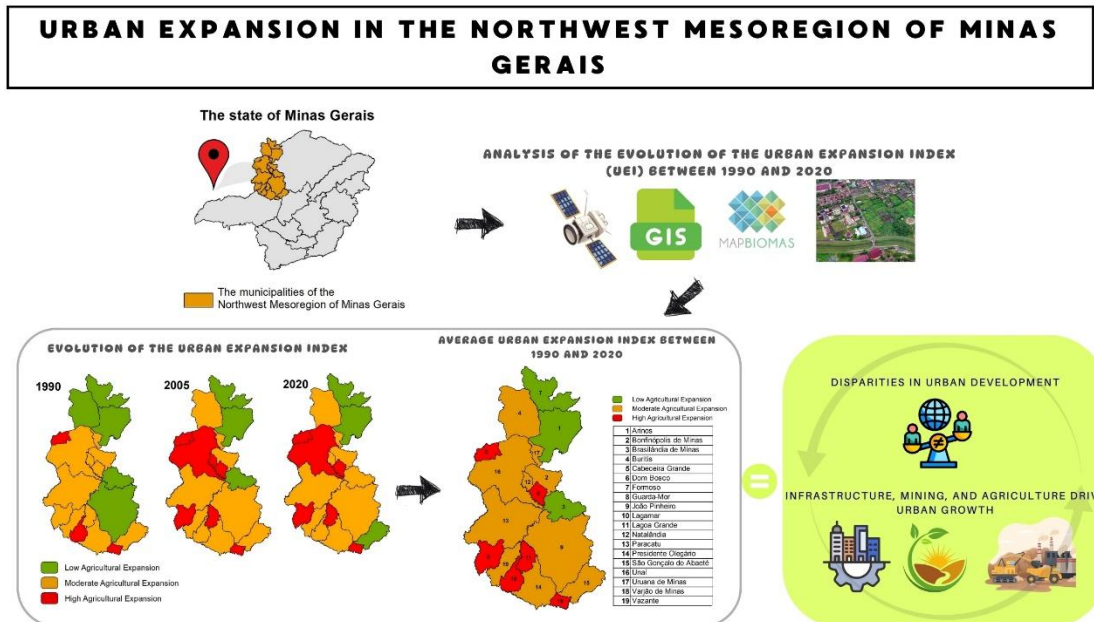 URBAN EXPANSION IN THE NORTHWEST MESOREGION OF MINAS
GERAIS
The state of Minas Gerais
The municipalities of the
Northwest Mesoregion of Minas Gerais
ANALYSIS OF THE EVOLUTION OF THE URBAN EXPANSION INDEX
(UEI) BETWEEN 1990 AND 2020
GIS
MAPBIOMAS
EVOLUTION OF THE URBAN EXPANSION INDEX
1990
2005
2020
Low Agricultural Expansion
Moderate Agricultural Expansion
High Agricultural Expansion
AVERAGE URBAN EXPANSION INDEX BETWEEN
1990 AND 2020
Low Agricultural Expansion
Moderate Agricultural Expansion
High Agricultural Expansion
1 Arinos
2 Bonfinópolis de Minas
3 Brasilândia de Minas
4 Buritis
5 Cabeceira Grande
6 Dom Bosco
7 Formoso
8 Guarda-Mor
9 João Pinheiro
10 Lagamar
11 Lagoa Grande
12 Natalândia
13 Paracatu
14 Presidente Olegário
15 São Gonçalo do Abaeté
16 Unaí
17 Uruana de Minas
18 Varjão de Minas
19 Vazante
=
DISPARITIES IN URBAN DEVELOPMENT
≠
INFRASTRUCTURE, MINING, AND AGRICULTURE DRIV
URBAN GROWTH